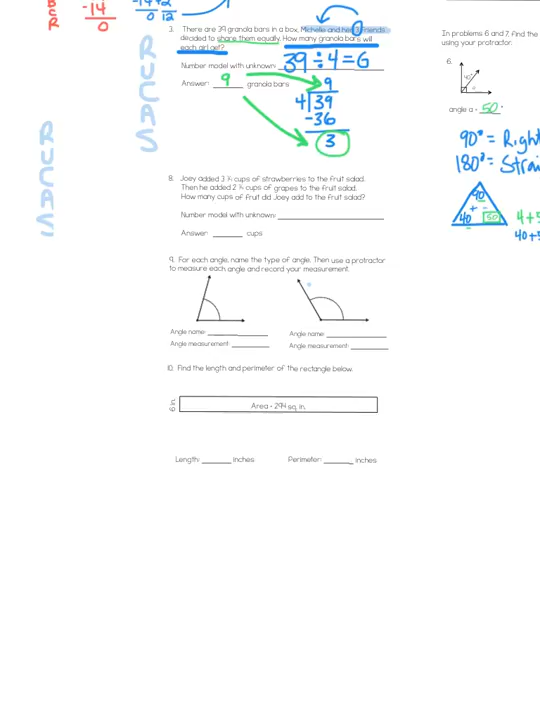 -14
0
-14+2
0 12
B
C
R
R
U
C
A
S
R
U
C
A
S
3. There are 39 granola bars in a box. Michelle and her 3 friends
decided to share them equally. How many granola bars will
each girl get?
Number model with unknown: 39 ÷ 4 = G
Answer: 9 granola bars
9
4 39
-36
3
8. Joey added 3 ¾ cups of strawberries to the fruit salad.
Then he added 2 ¾ cups of grapes to the fruit salad.
How many cups of fruit did Joey add to the fruit salad?
Number model with unknown:
Answer: cups
9. For each angle, name the type of angle. Then use a protractor
to measure each angle and record your measurement.
Angle name:
Angle measurement:
Angle name:
Angle measurement:
10. Find the length and perimeter of the rectangle below.
6 in.
Area = 294 sq. in.
Length: inches
Perimeter: inches
In problems 6 and 7, find the
using your protractor.
6.
40°
a
angle a = 50°
90° = Right
180° = Strai
90
+ -
40 50
4+5
40+5